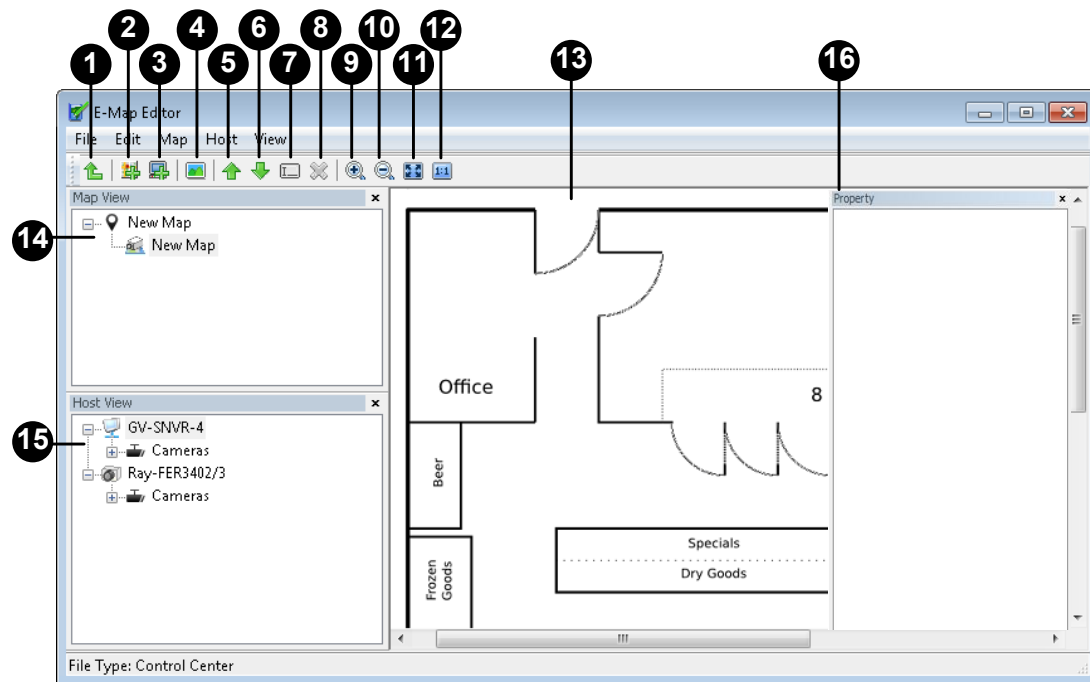 1
2
3
4
5
6
7
8
9
10
11
12
13
16
E-Map Editor
File Edit Map Host View
1:1
Map View
Property
14
New Map
New Map
Office
8
Host View
15
GV-SNVR-4
Cameras
Ray-FER3402/3
Cameras
Beer
Frozen
Goods
Specials
Dry Goods
File Type: Control Center